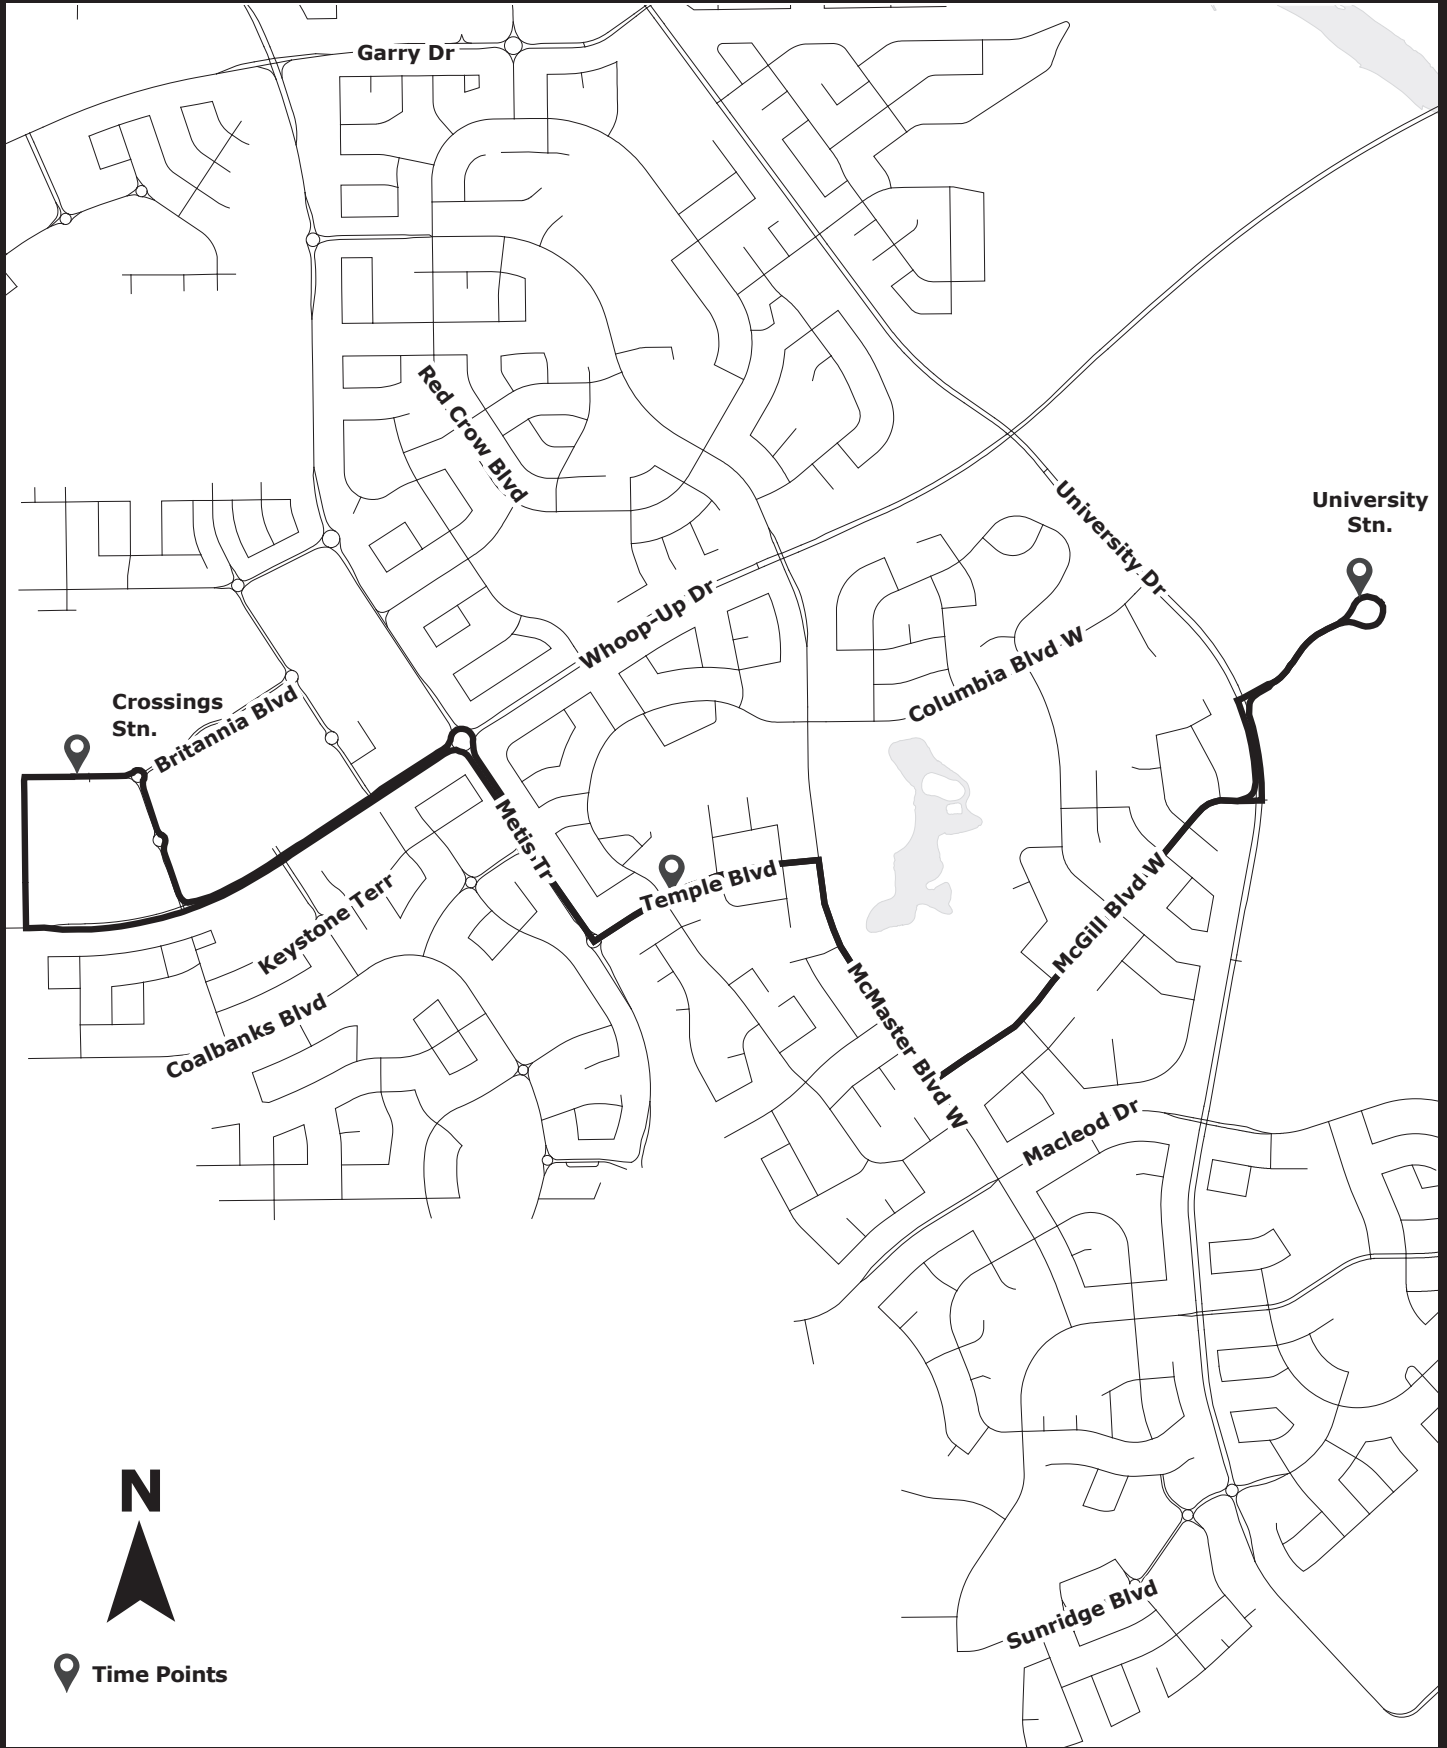 Garry Dr
Red Crow Blvd
University Dr
University
Stn.
Whoop-Up Dr
Columbia Blvd W
Crossings
Stn.
Britannia Blvd
Metis Tr
Temple Blvd
Keystone Terr
McGill Blvd W
Coalbanks Blvd
McMaster Blvd W
Macleod Dr
N
Sunridge Blvd
Time Points